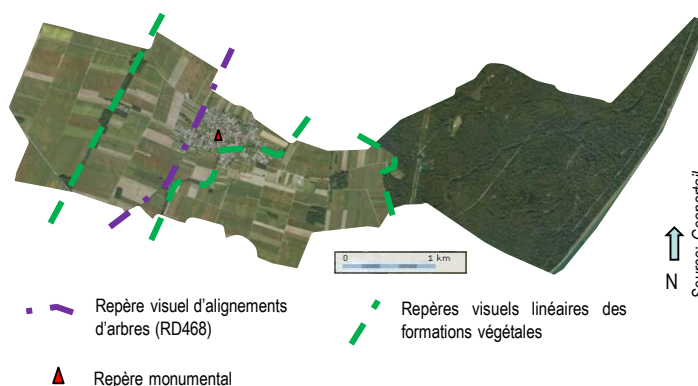 0 1 km
N
Repère visuel d'alignements
d'arbres (RD468)
Repères visuels linéaires des
formations végétales
Repère monumental